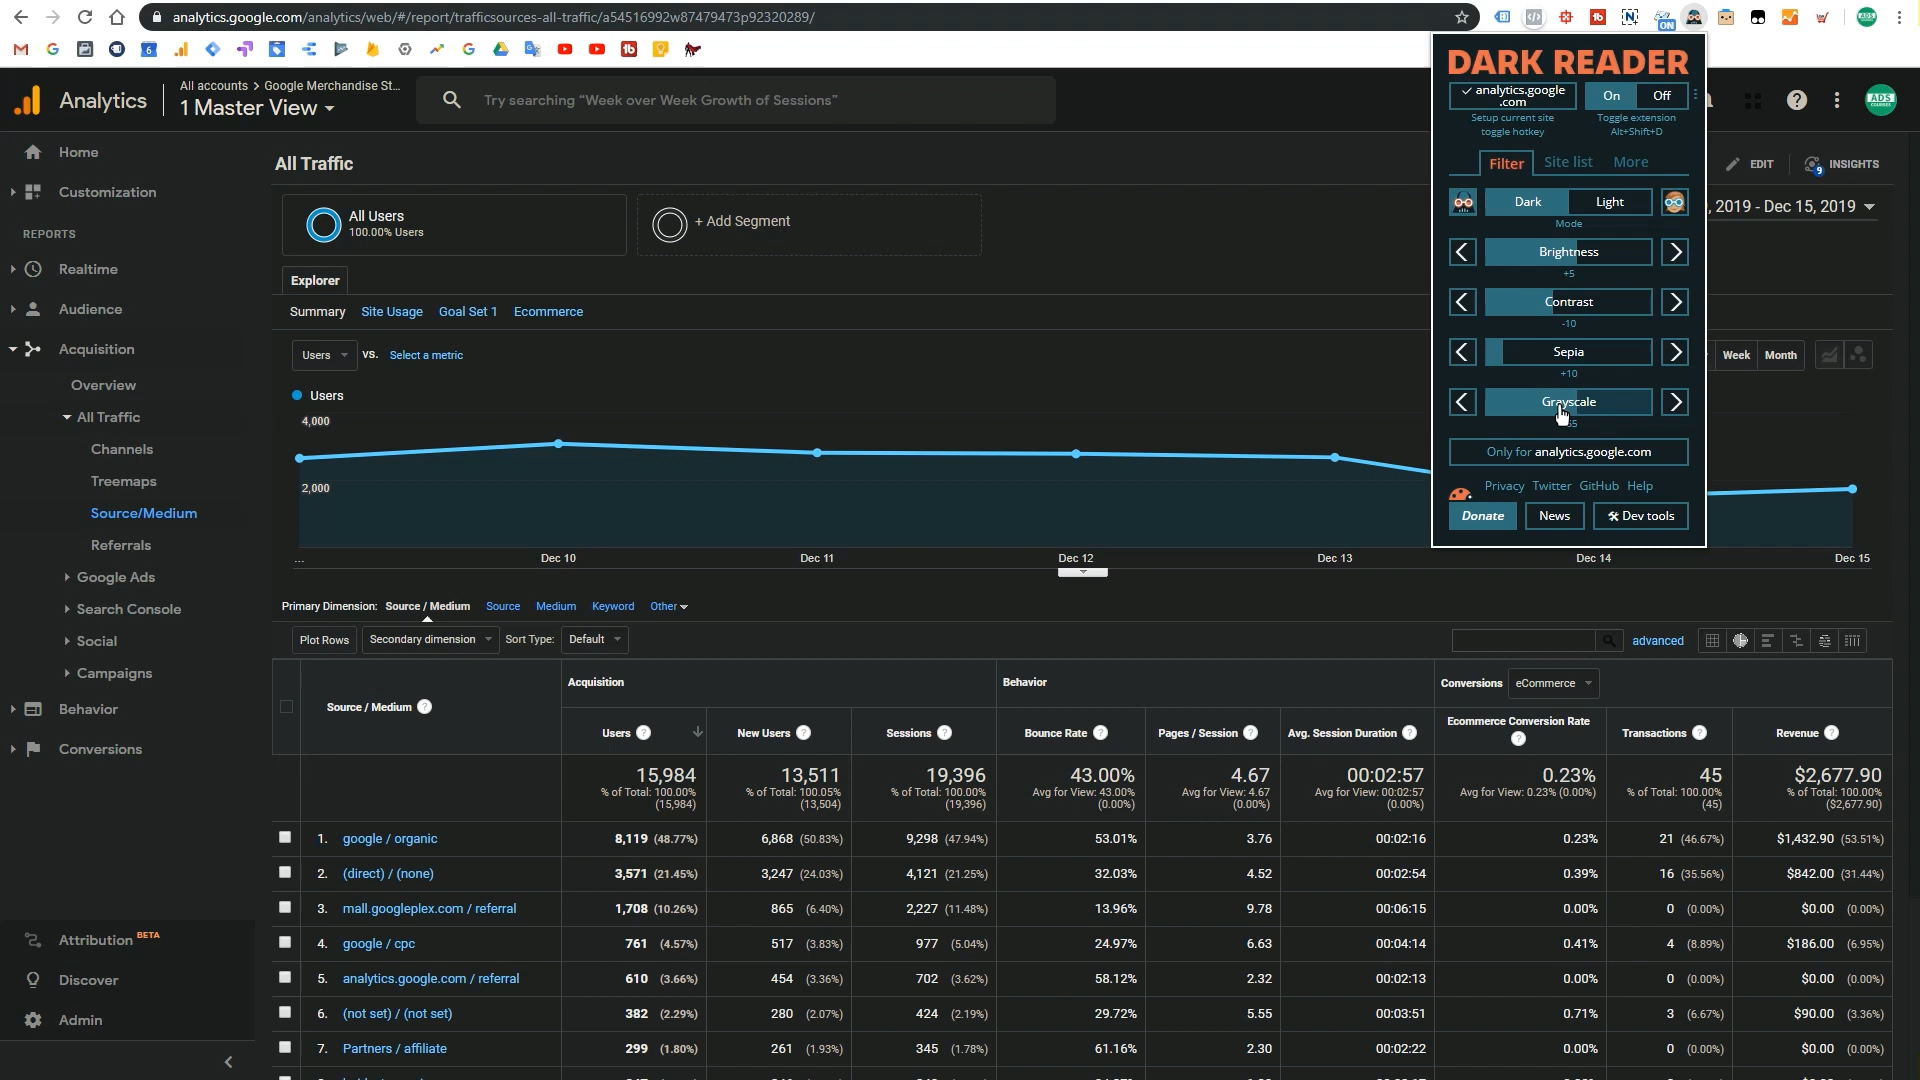 analytics.google.com/analytics/web/#/report/trafficsources-all-traffic/a54516992w87479473p92320289/
ON
ADS
6
Analytics
All accounts > Google Merchandise St...
1 Master View
Try searching “Week over Week Growth of Sessions”
ADS
COURSES
DARK READER
✓ analytics.google
.com
On Off
Setup current site
toggle hotkey
Toggle extension
Alt+Shift+D
Filter Site list More
Dark Light
Mode
Brightness
+5
Contrast
-10
Sepia
+10
Grayscale
Only for analytics.google.com
Privacy Twitter GitHub Help
Donate News Dev tools
Home
Customization
REPORTS
Realtime
Audience
Acquisition
Overview
All Traffic
Channels
Treemaps
Source/Medium
Referrals
Google Ads
Search Console
Social
Campaigns
Behavior
Conversions
Attribution BETA
Discover
Admin
All Traffic
EDIT
9
INSIGHTS
, 2019 - Dec 15, 2019
All Users
100.00% Users
+ Add Segment
Explorer
Summary Site Usage Goal Set 1 Ecommerce
Users VS. Select a metric
Week Month
Users
4,000
2,000
... Dec 10 Dec 11 Dec 12 Dec 13 Dec 14 Dec 15
Primary Dimension: Source / Medium Source Medium Keyword Other
Plot Rows Secondary dimension Sort Type: Default
advanced
Source / Medium ?
Acquisition Behavior Conversions eCommerce
Users ? New Users ? Sessions ? Bounce Rate ? Pages / Session ? Avg. Session Duration ? Ecommerce Conversion Rate ? Transactions ? Revenue ?
15,984 13,511 19,396 43.00% 4.67 00:02:57 0.23% 45 $2,677.90
% of Total: 100.00% % of Total: 100.05% % of Total: 100.00% Avg for View: 43.00% Avg for View: 4.67 Avg for View: 00:02:57 Avg for View: 0.23% (0.00%) % of Total: 100.00% % of Total: 100.00%
(15,984) (13,504) (19,396) (0.00%) (0.00%) (0.00%) (45) ($2,677.90)
1. google / organic 8,119 (48.77%) 6,868 (50.83%) 9,298 (47.94%) 53.01% 3.76 00:02:16 0.23% 21 (46.67%) $1,432.90 (53.51%)
2. (direct) / (none) 3,571 (21.45%) 3,247 (24.03%) 4,121 (21.25%) 32.03% 4.52 00:02:54 0.39% 16 (35.56%) $842.00 (31.44%)
3. mall.googleplex.com / referral 1,708 (10.26%) 865 (6.40%) 2,227 (11.48%) 13.96% 9.78 00:06:15 0.00% 0 (0.00%) $0.00 (0.00%)
4. google / cpc 761 (4.57%) 517 (3.83%) 977 (5.04%) 24.97% 6.63 00:04:14 0.41% 4 (8.89%) $186.00 (6.95%)
5. analytics.google.com / referral 610 (3.66%) 454 (3.36%) 702 (3.62%) 58.12% 2.32 00:02:13 0.00% 0 (0.00%) $0.00 (0.00%)
6. (not set) / (not set) 382 (2.29%) 280 (2.07%) 424 (2.19%) 29.72% 5.55 00:03:51 0.71% 3 (6.67%) $90.00 (3.36%)
7. Partners / affiliate 299 (1.80%) 261 (1.93%) 345 (1.78%) 61.16% 2.30 00:02:22 0.00% 0 (0.00%) $0.00 (0.00%)